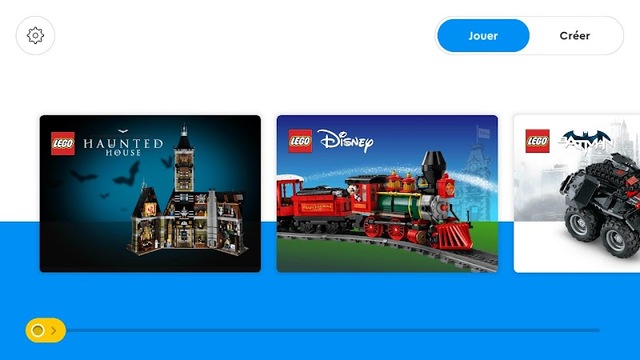 Jouer
Créer
LEGO
HAUNTED
HOUSE
LEGO
Disney
LEGO
BATMAN